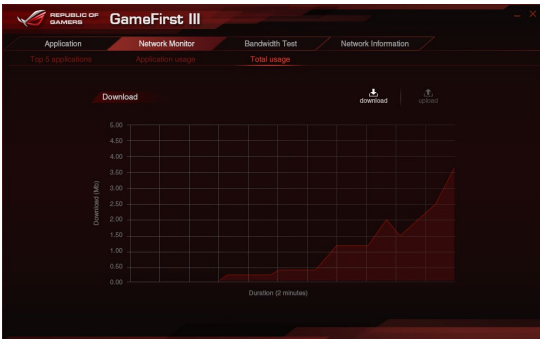 REPUBLIC OF
GAMERS
GameFirst III
Application
Network Monitor
Bandwidth Test
Network Information
Top 5 applications
Application usage
Total usage
Download
download
upload
5.00
4.50
4.00
3.50
3.00
2.50
2.00
1.50
1.00
0.50
0.00
Download (Mb)
Duration (2 minutes)